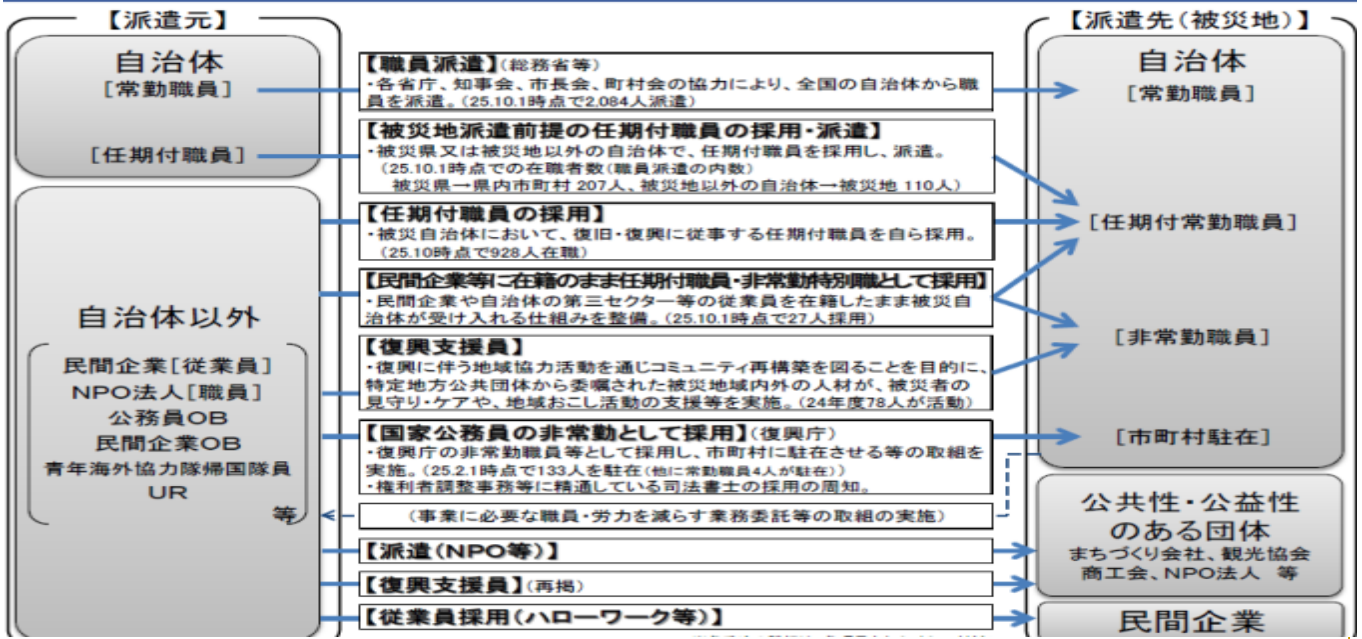 【派遣元】
自治体
[常勤職員]
[任期付職員]
自治体以外
民間企業[従業員]
NPO法人[職員]
公務員OB
民間企業OB
青年海外協力隊帰国隊員
UR
等
【職員派遣】(総務省等)
・各省庁、知事会、市長会、町村会の協力により、全国の自治体から職
員を派遣。(25.10.1時点で2,084人派遣)
【被災地派遣前提の任期付職員の採用・派遣】
・被災県又は被災地以外の自治体で、任期付職員を採用し、派遣。
(25.10.1時点での在職者数(職員派遣の内数)
被災県→県内市町村 207人、被災地以外の自治体→被災地 110人)
【任期付職員の採用】
・被災自治体において、復旧・復興に従事する任期付職員を自ら採用。
(25.10時点で928人在職)
【民間企業等に在籍のまま任期付職員・非常勤特別職として採用】
・民間企業や自治体の第三セクター等の従業員を在籍したまま被災自
治体が受け入れる仕組みを整備。(25.10.1時点で27人採用)
【復興支援員】
・復興に伴う地域協力活動を通じコミュニティ再構築を図ることを目的に、
特定地方公共団体から委嘱された被災地域内外の人材が、被災者の
見守り・ケアや、地域おこし活動の支援等を実施。(24年度78人が活動)
【国家公務員の非常勤として採用】(復興庁)
・復興庁の非常勤職員等として採用し、市町村に駐在させる等の取組を
実施。(25.2.1時点で133人を駐在(他に常勤職員4人が駐在))
・権利者調整事務等に精通している司法書士の採用の周知。
(事業に必要な職員・労力を減らす業務委託等の取組の実施)
【派遣(NPO等)】
【復興支援員】(再掲)
【従業員採用(ハローワーク等)】
【派遣先(被災地)】
自治体
[常勤職員]
[任期付常勤職員]
[非常勤職員]
[市町村駐在]
公共性・公益性
のある団体
まちづくり会社、観光協会
商工会、NPO法人 等
民間企業